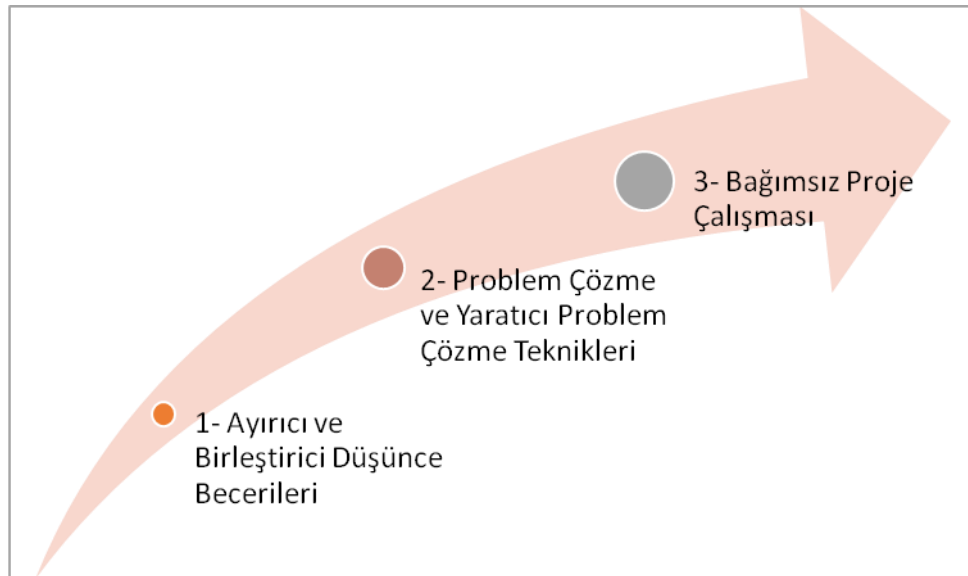 1- Ayırıcı ve
Birleştirici Düşünce
Becerileri
2- Problem Çözme
ve Yaratıcı Problem
Çözme Teknikleri
3- Bağımsız Proje
Çalışması